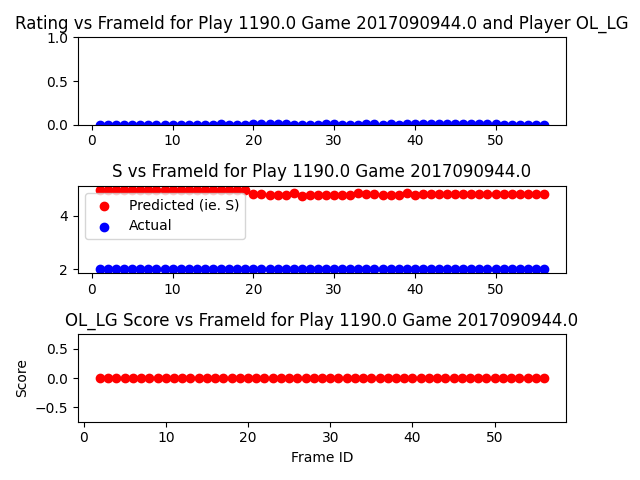 Rating vs FrameId for Play 1190.0 Game 2017090944.0 and Player OL_LG
1.0
0.5
0.0
0 10 20 30 40 50
S vs FrameId for Play 1190.0 Game 2017090944.0
4
2
Predicted (ie. S)
Actual
0 10 20 30 40 50
OL_LG Score vs FrameId for Play 1190.0 Game 2017090944.0
Score
0.5
0.0
−0.5
0 10 20 30 40 50
Frame ID